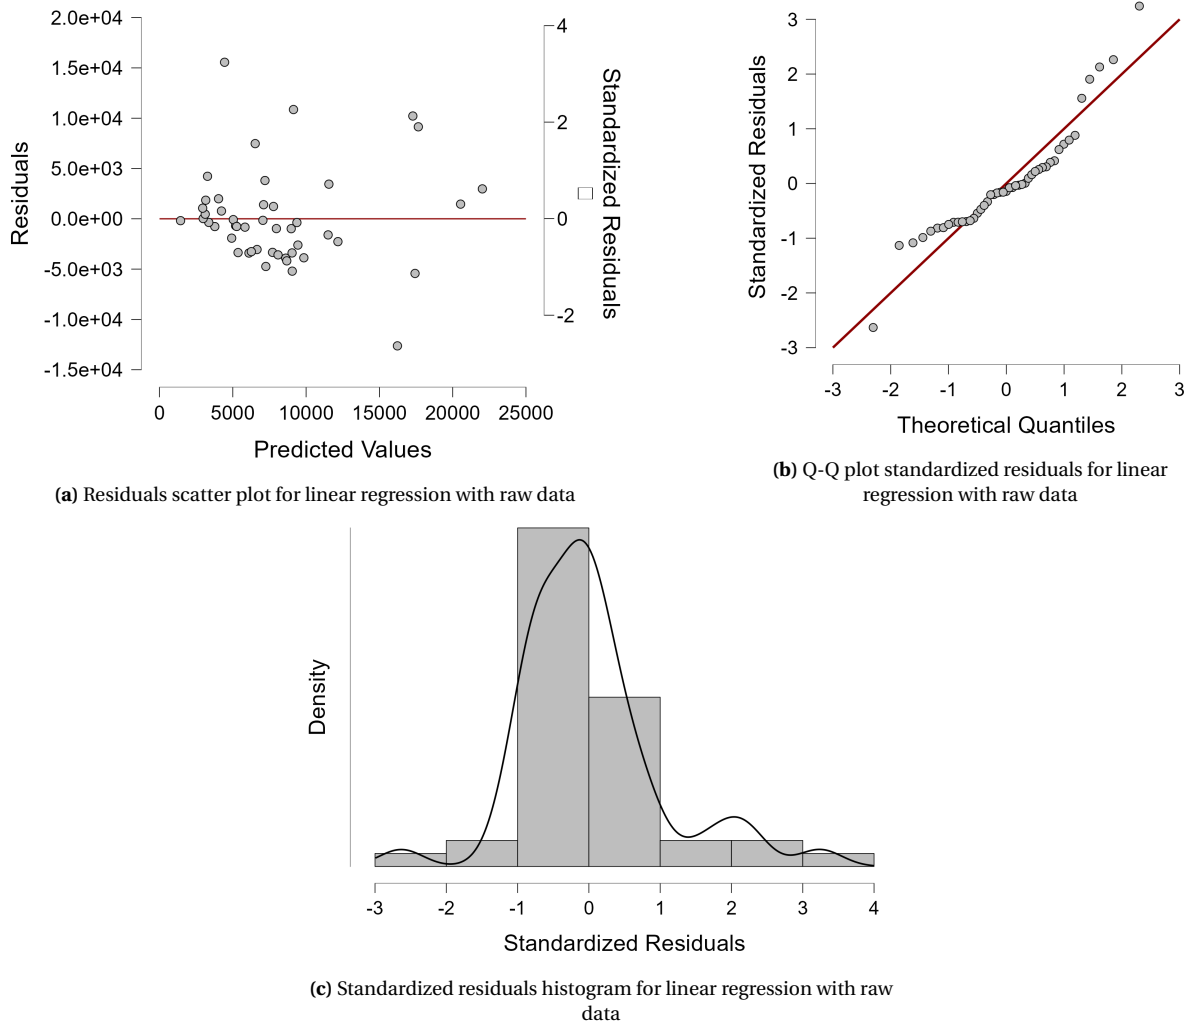 2.0e+04
1.5e+04
1.0e+04
5.0e+03
0.0e+00
-5.0e+03
-1.0e+04
-1.5e+04
Residuals
4
2
0
-2
Standardized Residuals
0 5000 10000 15000 20000 25000
Predicted Values
(a) Residuals scatter plot for linear regression with raw data
3
2
1
0
-1
-2
-3
Standardized Residuals
-3 -2 -1 0 1 2 3
Theoretical Quantiles
(b) Q-Q plot standardized residuals for linear
regression with raw data
Density
-3 -2 -1 0 1 2 3 4
Standardized Residuals
(c) Standardized residuals histogram for linear regression with raw
data